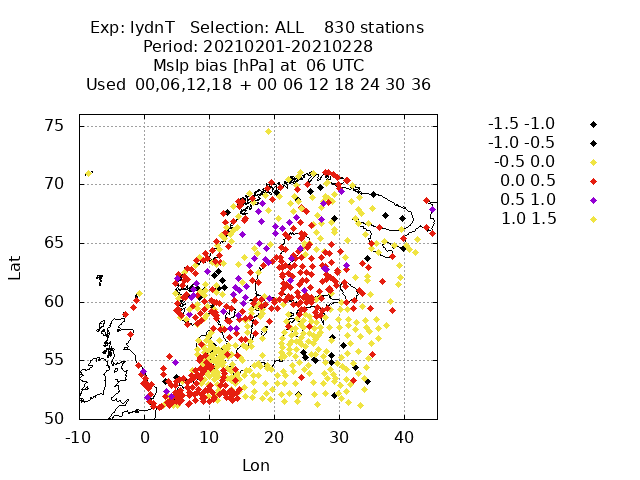 Exp: lydnT   Selection: ALL    830 stations
Period: 20210201-20210228
Mslp bias [hPa] at  06 UTC
Used  00,06,12,18  + 00 06 12 18 24 30 36
75
70
65
60
55
50
-10 0 10 20 30 40
Lat
Lon
-1.5 -1.0
-1.0 -0.5
-0.5 0.0
0.0 0.5
0.5 1.0
1.0 1.5